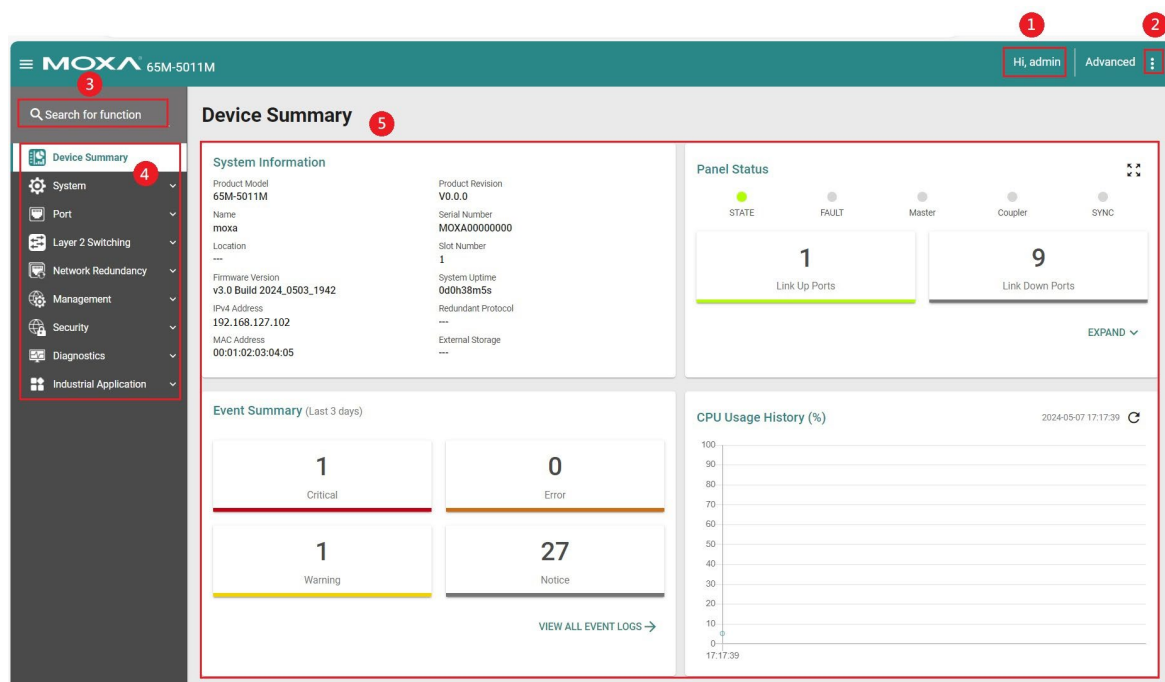 1
2
MOXA 65M-5011M
Hi, admin
Advanced
3
Search for function
Device Summary
5
Device Summary
4
System
Port
Layer 2 Switching
Network Redundancy
Management
Security
Diagnostics
Industrial Application
System Information
Product Model
65M-5011M
Product Revision
V0.0.0
Name
moxa
Serial Number
MOXA00000000
Location
---
Slot Number
1
Firmware Version
v3.0 Build 2024_0503_1942
System Uptime
0d0h38m5s
IPv4 Address
192.168.127.102
Redundant Protocol
---
MAC Address
00:01:02:03:04:05
External Storage
---
Panel Status
STATE
FAULT
Master
Coupler
SYNC
1
Link Up Ports
9
Link Down Ports
EXPAND
Event Summary (Last 3 days)
1
Critical
0
Error
1
Warning
27
Notice
VIEW ALL EVENT LOGS
CPU Usage History (%)
2024-05-07 17:17:39
100
90
80
70
60
50
40
30
20
10
0
17:17:39